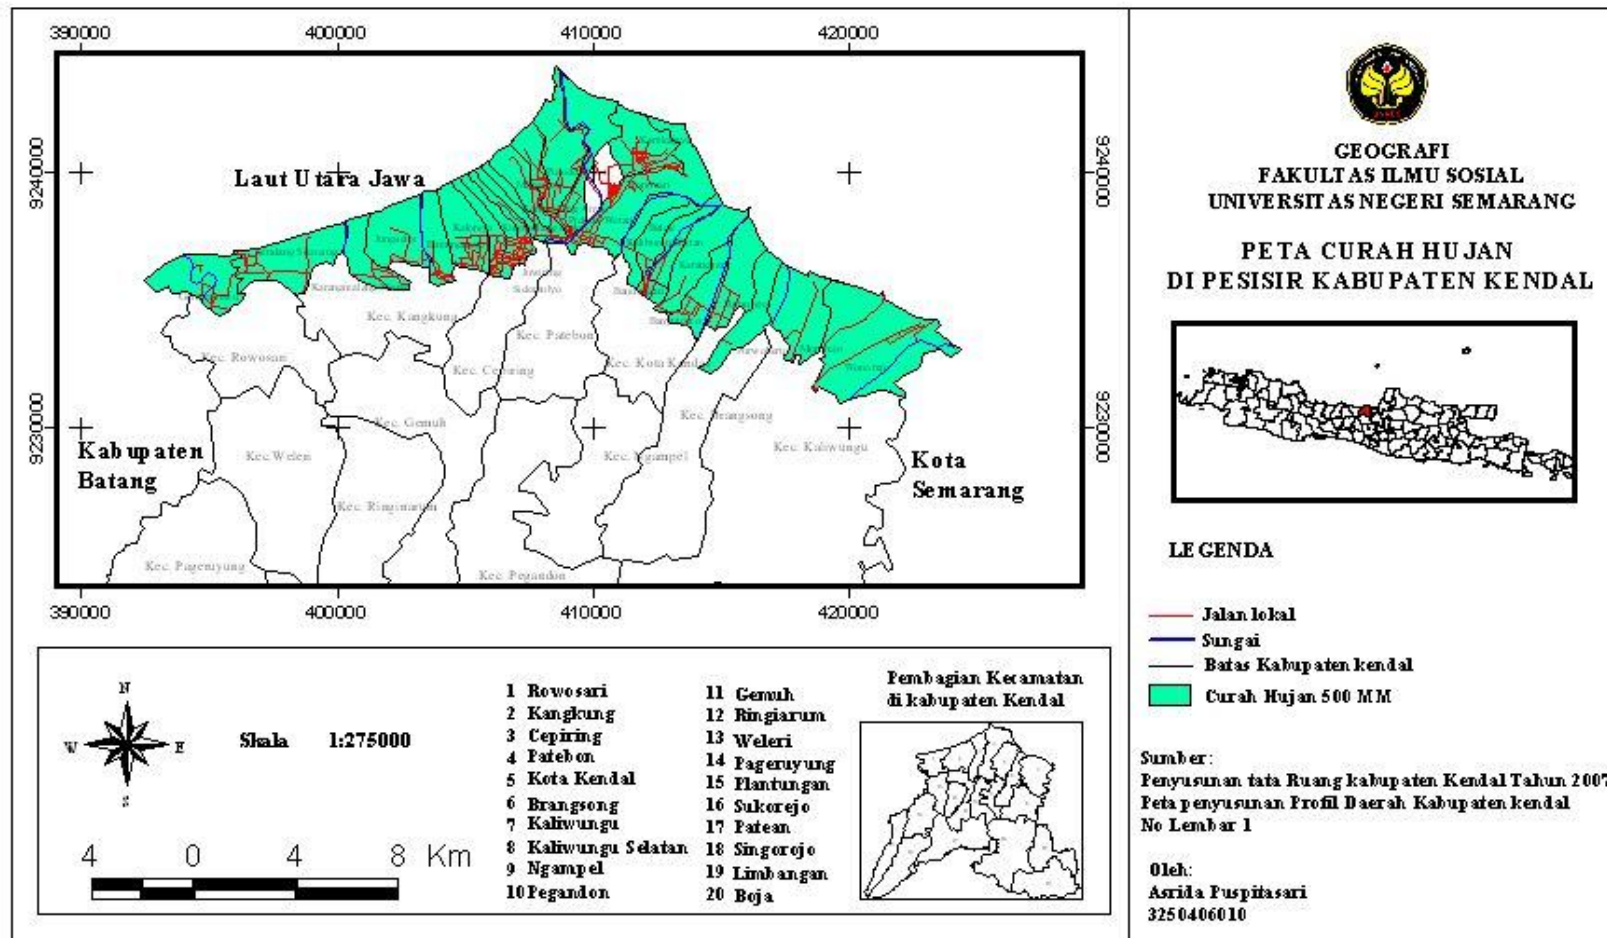 390000 400000 410000 420000
9240000 9240000
Laut Utara Jawa
Kec. Kangkung
Kec. Patebon
Kec. Rowosari
Kec. Cepiring
Kec. Brangsong
Kec. Gemuh
9230000 9230000
Kabupaten
Batang
Kec. Weleri
Kec. Ngampel
Kec. Kaliwungu
Kota
Semarang
Kec. Ringinarum
Kec. Pageruyung
Kec. Pegandon
390000 400000 410000 420000
N
W E
S
Skala 1:275000
4 0 4 8 Km
1 Rowosari
2 Kangkung
3 Cepiring
4 Patebon
5 Kota Kendal
6 Brangsong
7 Kaliwungu
8 Kaliwungu Selatan
9 Ngampel
10 Pegandon
11 Gemuh
12 Ringiarum
13 Weleri
14 Pageruyung
15 Plantungan
16 Sukorejo
17 Patean
18 Singorojo
19 Limbangan
20 Boja
Pembagian Kecamatan
di kabupaten Kendal
GEOGRAFI
FAKULTAS ILMU SOSIAL
UNIVERSITAS NEGERI SEMARANG
PETA CURAH HUJAN
DI PESISIR KABUPATEN KENDAL
LEGENDA
Jalan lokal
Sungai
Batas Kabupaten kendal
Curah Hujan 500 MM
Sumber:
Penyusunan tata Ruang kabupaten Kendal Tahun 2007
Peta penyusunan Profil Daerah Kabupaten kendal
No Lembar 1
Oleh:
Asrida Puspitasari
3250406010